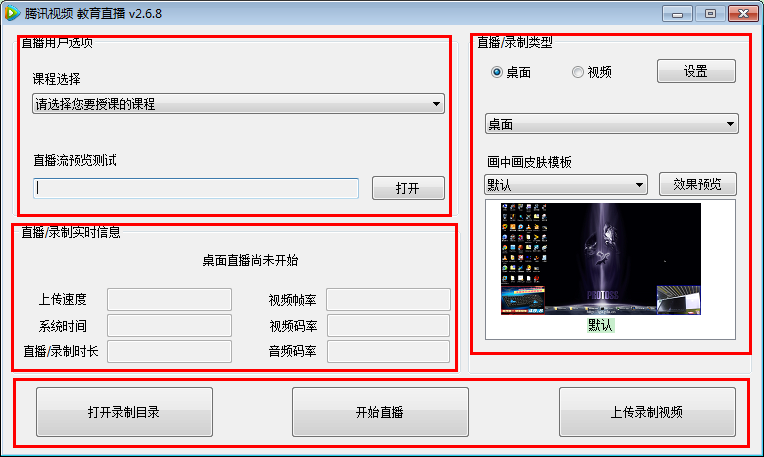 腾讯视频 教育直播 v2.6.8
直播用户选项
课程选择
请选择您要授课的课程
直播流预览测试
打开
直播/录制类型
桌面
视频
设置
桌面
画中画皮肤模板
默认
效果预览
PROTOSS
默认
直播/录制实时信息
桌面直播尚未开始
上传速度
视频帧率
系统时间
视频码率
直播/录制时长
音频码率
打开录制目录
开始直播
上传录制视频